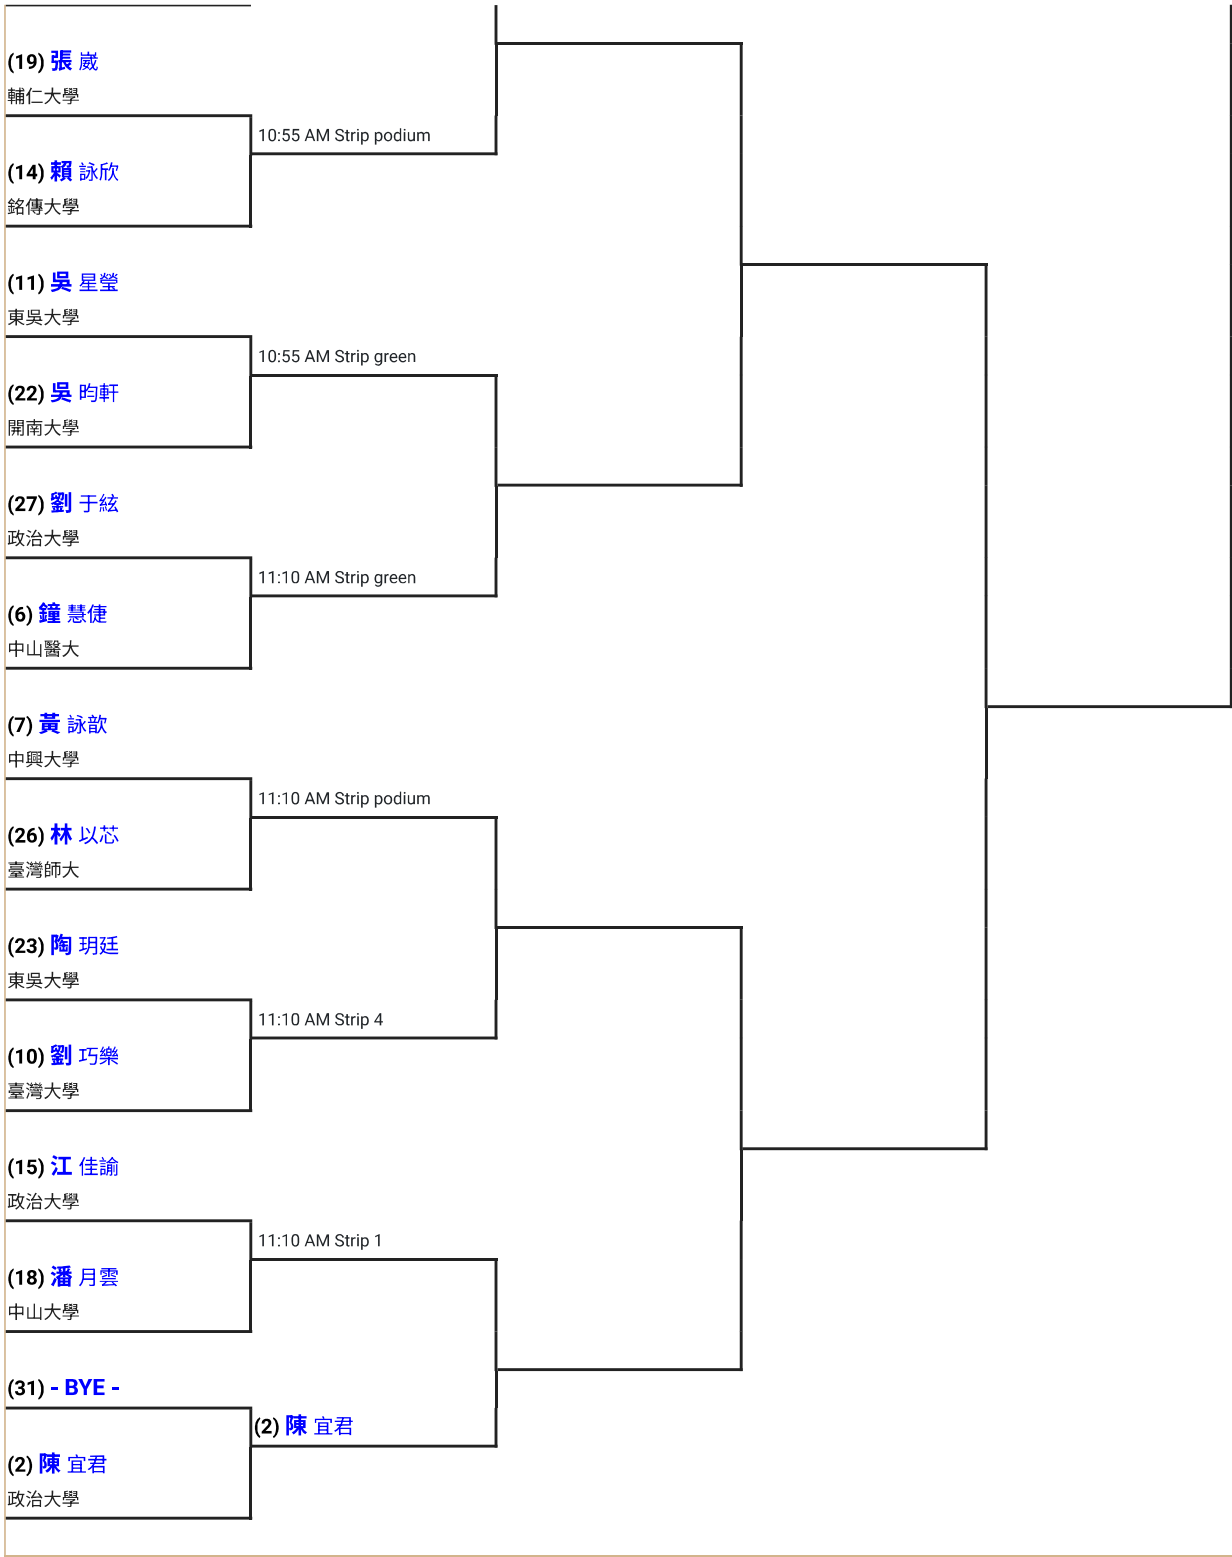 (19) 張 崴
輔仁大學
10:55 AM Strip podium
(14) 賴 詠欣
銘傳大學
(11) 吳 星瑩
東吳大學
10:55 AM Strip green
(22) 吳 昀軒
開南大學
(27) 劉 于絃
政治大學
11:10 AM Strip green
(6) 鐘 慧倢
中山醫大
(7) 黃 詠歆
中興大學
11:10 AM Strip podium
(26) 林 以芯
臺灣師大
(23) 陶 玥廷
東吳大學
11:10 AM Strip 4
(10) 劉 巧樂
臺灣大學
(15) 江 佳諭
政治大學
11:10 AM Strip 1
(18) 潘 月雲
中山大學
(31) - BYE -
(2) 陳 宜君
(2) 陳 宜君
政治大學